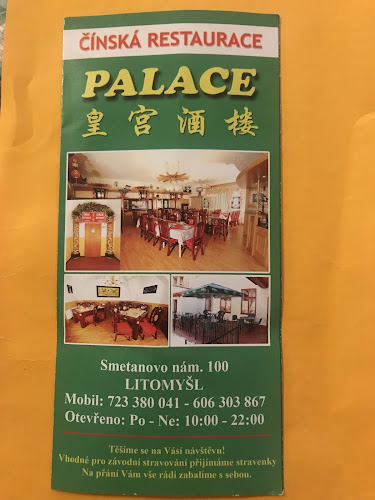 ČÍNSKÁ RESTAURACE
PALACE
皇宫酒楼
Smetanovo nám. 100
LITOMYŠL
Mobil: 723 380 041 - 606 303 867
Otevřeno: Po - Ne: 10:00 - 22:00
Těšíme se na Vási návštěvu!
Vhodné pro závodní stravování přijímáme stravenky
Na přání Vám vše rádi zabalíme s sebou.